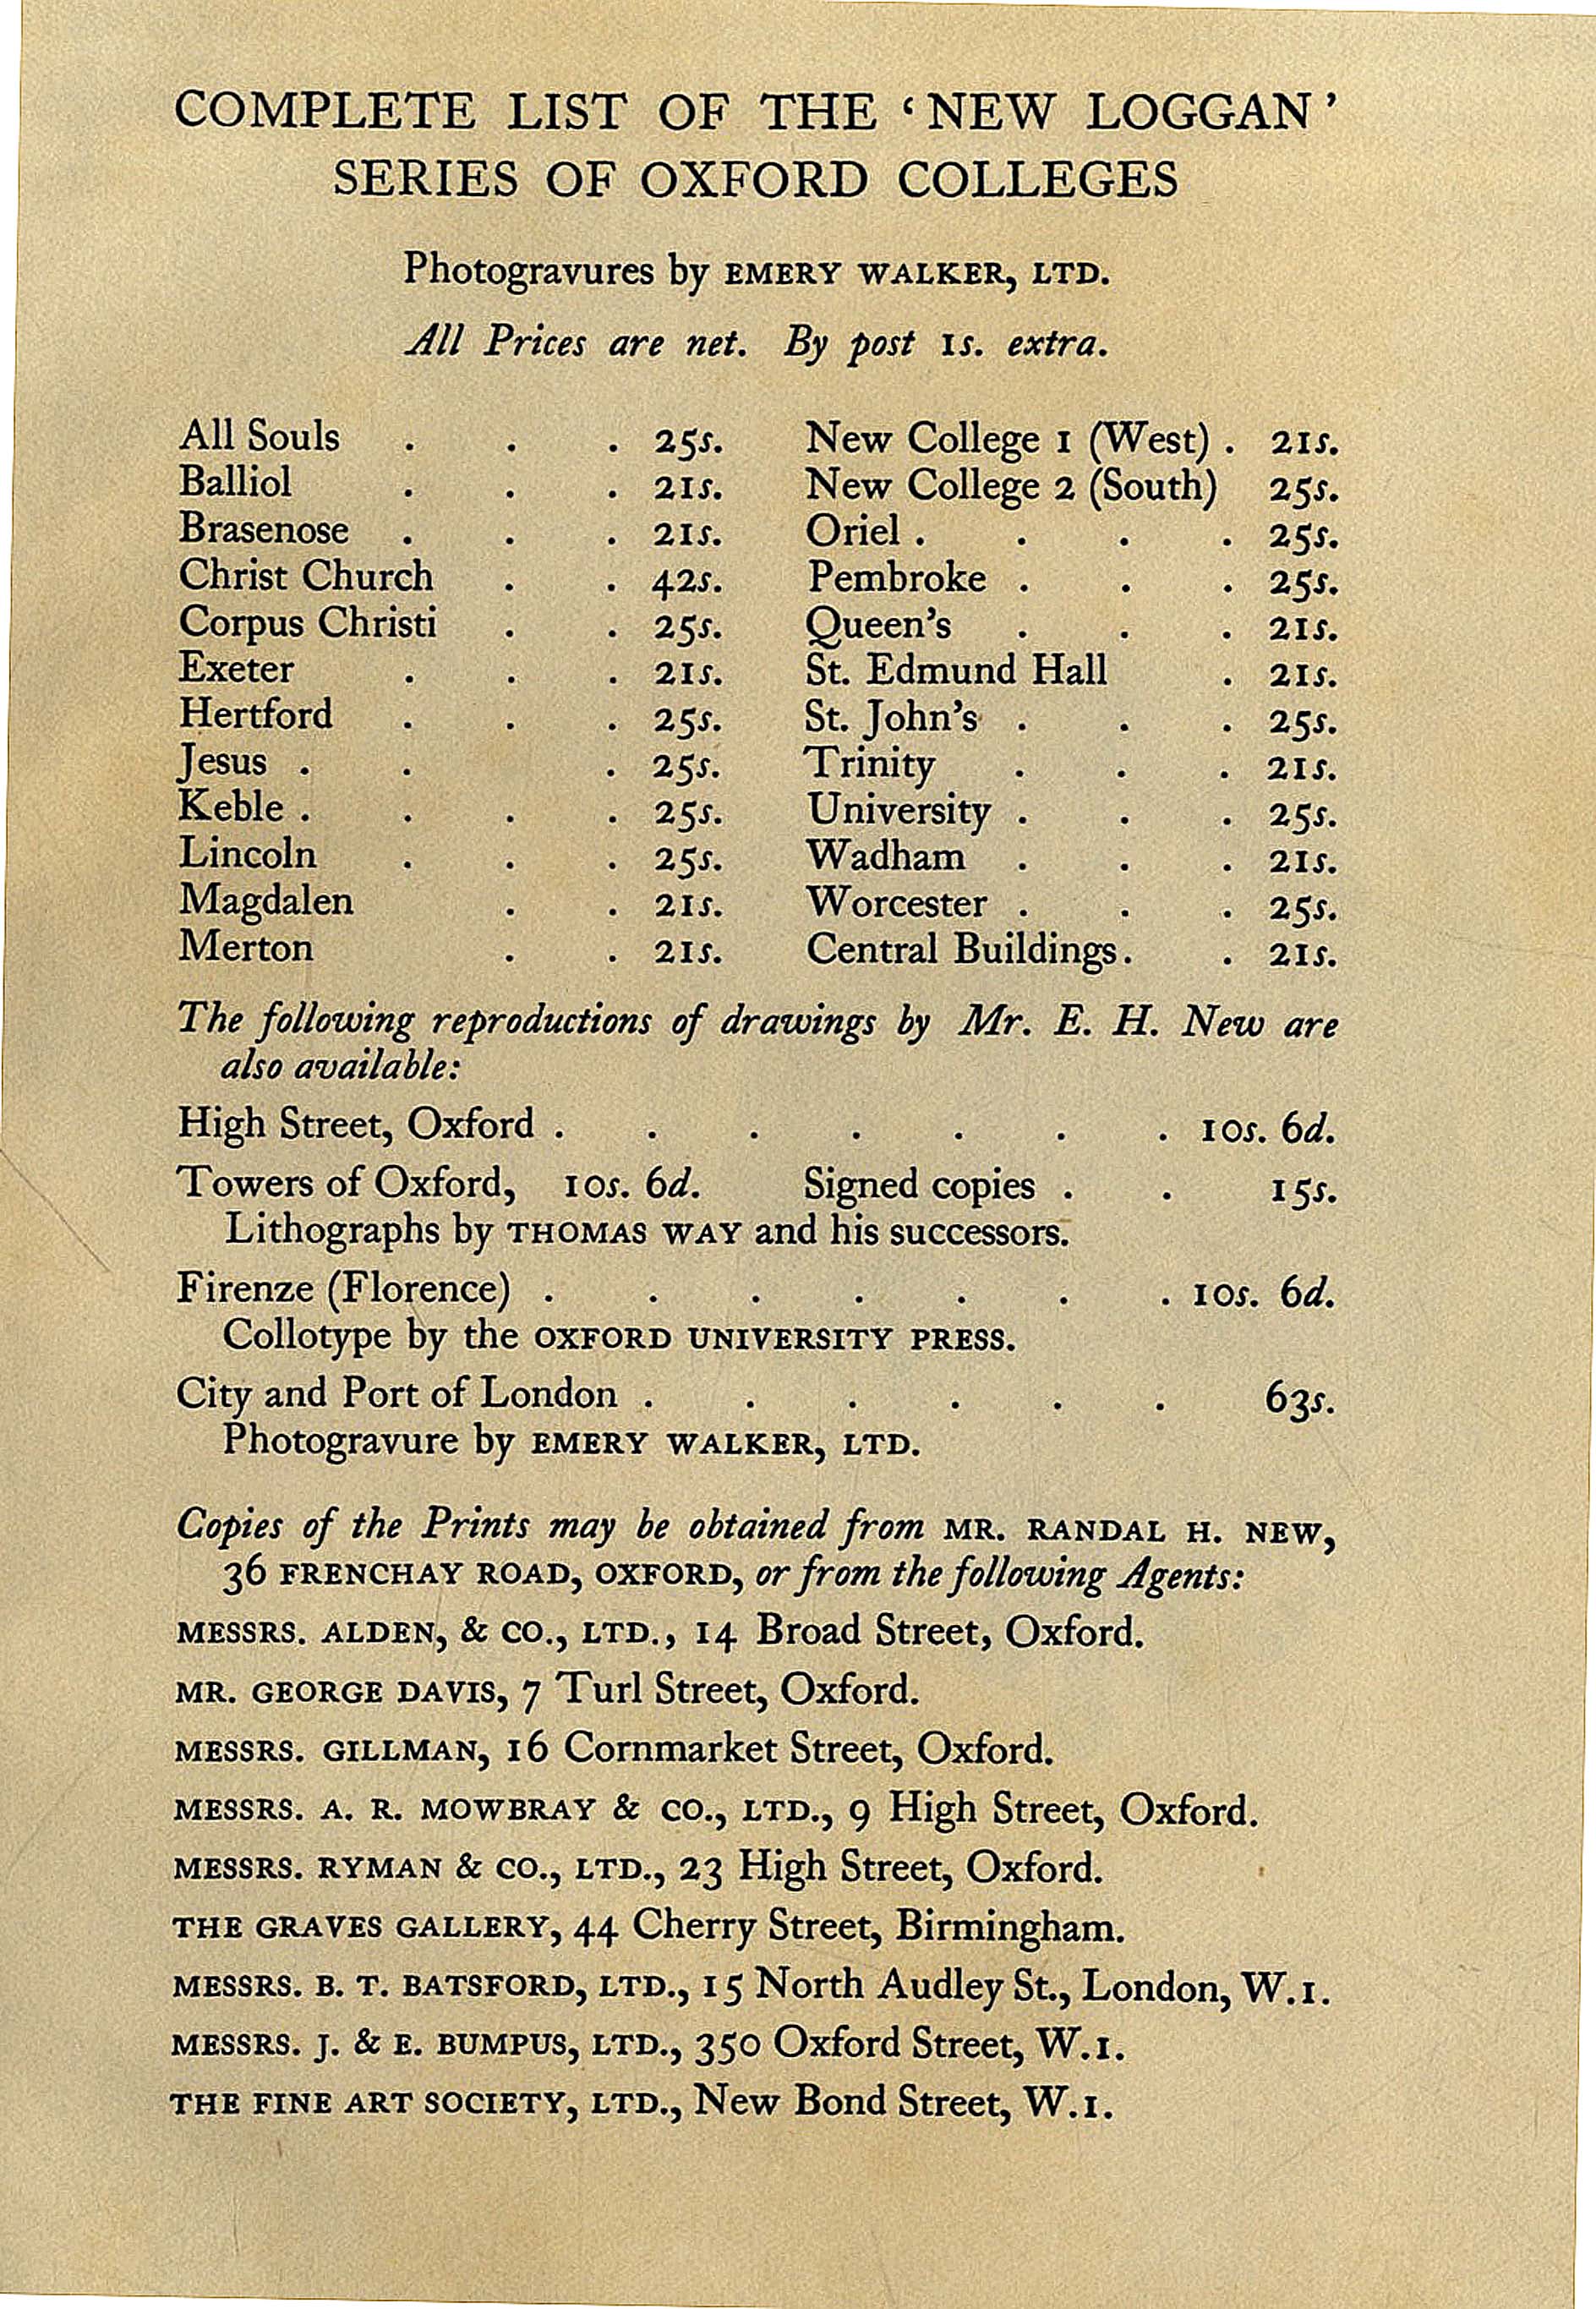 COMPLETE LIST OF THE ‘NEW LOGGAN’
SERIES OF OXFORD COLLEGES
Photogravures by EMERY WALKER, LTD.
All Prices are net. By post 1s. extra.
All Souls . . . 25s.
Balliol . . . 21s.
Brasenose . . . 21s.
Christ Church . . 42s.
Corpus Christi . . 25s.
Exeter . . . 21s.
Hertford . . . 25s.
Jesus . . . 25s.
Keble . . . . 25s.
Lincoln . . . 25s.
Magdalen . . 21s.
Merton . . 21s.
New College 1 (West) . 21s.
New College 2 (South) 25s.
Oriel . . . . 25s.
Pembroke . . . 25s.
Queen's . . . 21s.
St. Edmund Hall . 21s.
St. John's . . . 25s.
Trinity . . . 21s.
University . . . 25s.
Wadham . . . 21s.
Worcester . . . 25s.
Central Buildings. . 21s.
The following reproductions of drawings by Mr. E. H. New are
also available:
High Street, Oxford . . . . . . . 10s. 6d.
Towers of Oxford, 10s. 6d. Signed copies . . 15s.
Lithographs by THOMAS WAY and his successors.
Firenze (Florence) . . . . . . . 10s. 6d.
Collotype by the OXFORD UNIVERSITY PRESS.
City and Port of London . . . . . . 63s.
Photogravure by EMERY WALKER, LTD.
Copies of the Prints may be obtained from MR. RANDAL H. NEW,
36 FRENCHAY ROAD, OXFORD, or from the following Agents:
MESSRS. ALDEN, & CO., LTD., 14 Broad Street, Oxford.
MR. GEORGE DAVIS, 7 Turl Street, Oxford.
MESSRS. GILLMAN, 16 Cornmarket Street, Oxford.
MESSRS. A. R. MOWBRAY & CO., LTD., 9 High Street, Oxford.
MESSRS. RYMAN & CO., LTD., 23 High Street, Oxford.
THE GRAVES GALLERY, 44 Cherry Street, Birmingham.
MESSRS. B. T. BATSFORD, LTD., 15 North Audley St., London, W.1.
MESSRS. J. & E. BUMPUS, LTD., 350 Oxford Street, W.1.
THE FINE ART SOCIETY, LTD., New Bond Street, W.1.